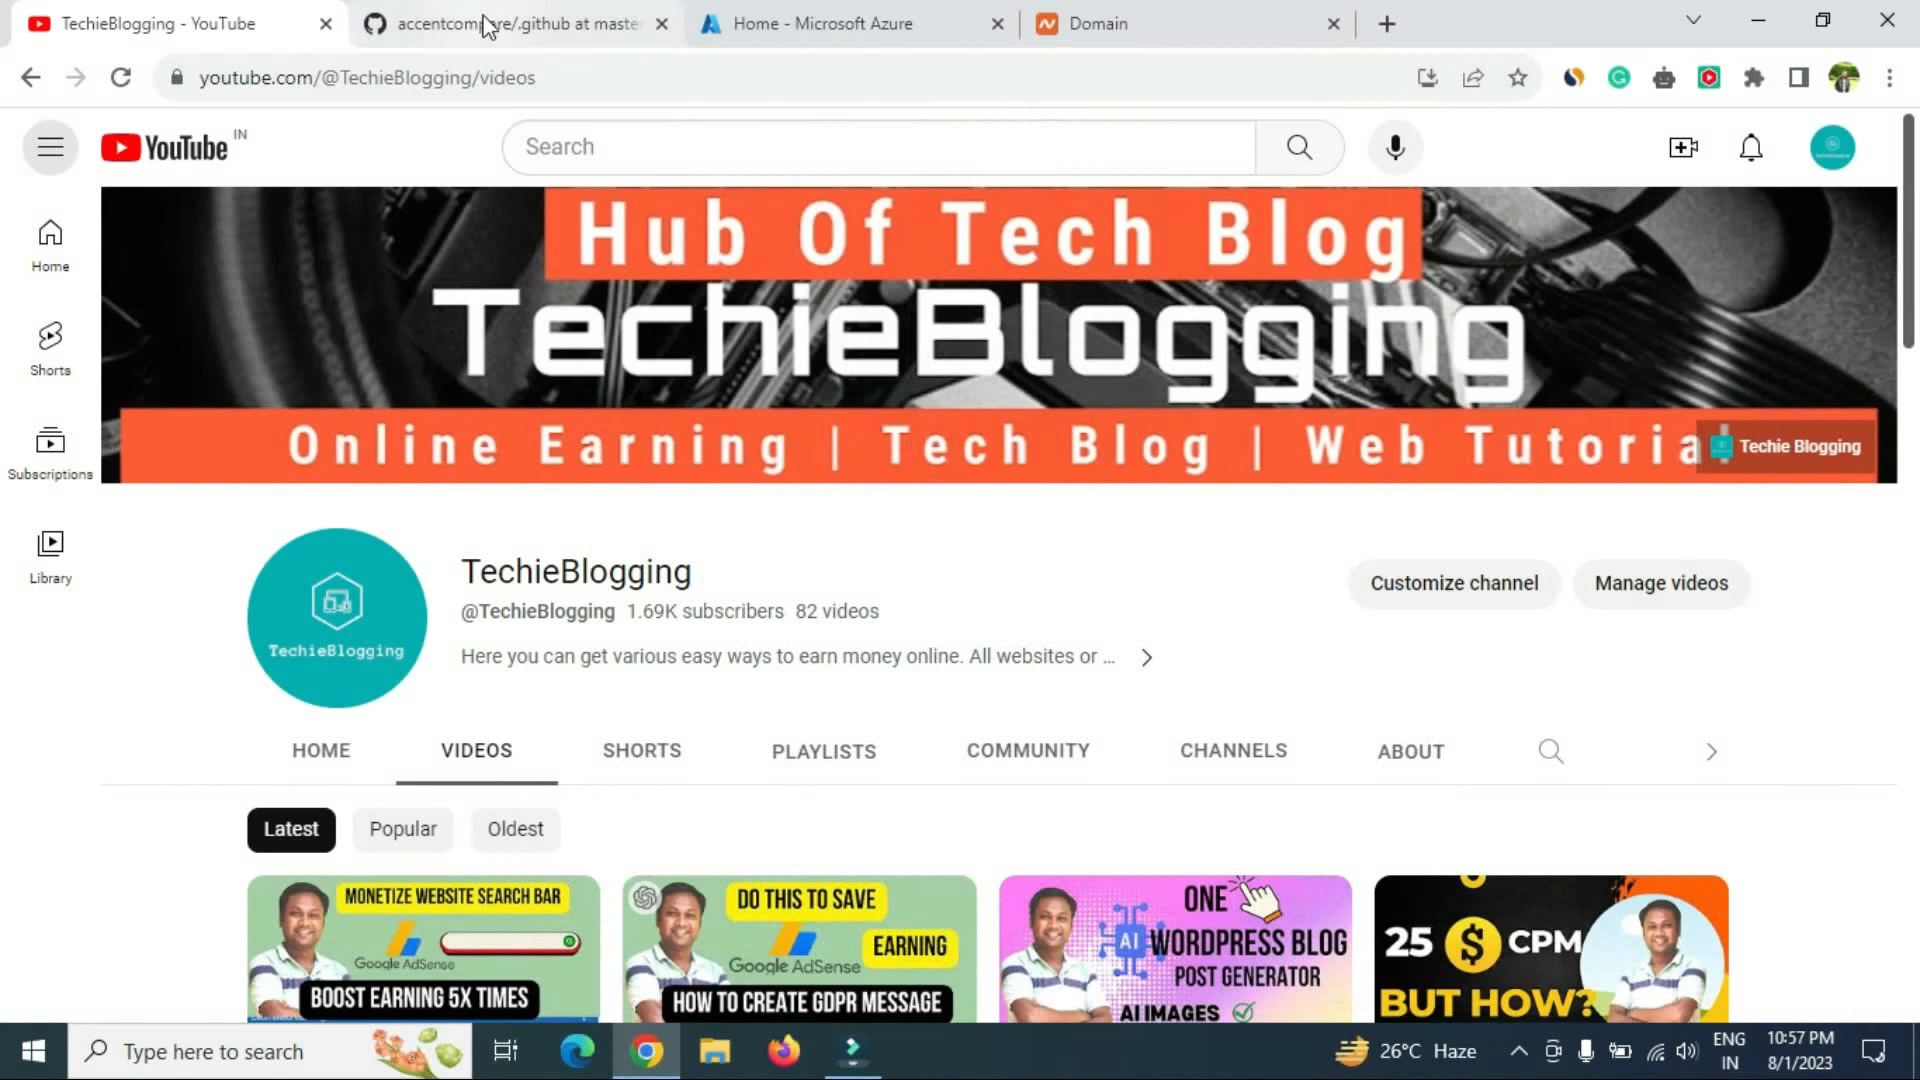 TechieBlogging - YouTube
accentcompare/.github at maste
Home - Microsoft Azure
Domain
youtube.com/@TechieBlogging/videos
YouTube IN
Search
Hub Of Tech Blog
TechieBlogging
Online Earning | Tech Blog | Web Tutorial
Techie Blogging
Home
Shorts
Subscriptions
Library
TechieBlogging
TechieBlogging
@TechieBlogging 1.69K subscribers 82 videos
Here you can get various easy ways to earn money online. All websites or ...
Customize channel
Manage videos
HOME
VIDEOS
SHORTS
PLAYLISTS
COMMUNITY
CHANNELS
ABOUT
Latest
Popular
Oldest
MONETIZE WEBSITE SEARCH BAR
Google AdSense
BOOST EARNING 5X TIMES
DO THIS TO SAVE
EARNING
Google AdSense
HOW TO CREATE GDPR MESSAGE
ONE
AI
WORDPRESS BLOG
POST GENERATOR
AI IMAGES
25 $ CPM
BUT HOW?
Type here to search
26°C Haze
ENG
IN
10:57 PM
8/1/2023